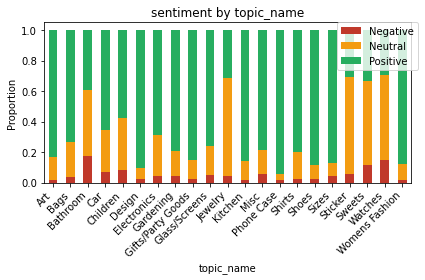 sentiment by topic_name
Negative
Neutral
Positive
Proportion
1.0
0.8
0.6
0.4
0.2
0.0
Art
Bags
Bathroom
Car
Children
Design
Electronics
Gardening
Gifts/Party Goods
Glass/Screens
Jewelry
Kitchen
Misc
Phone Case
Shirts
Shoes
Sizes
Sticker
Sweets
Watches
Womens Fashion
topic_name